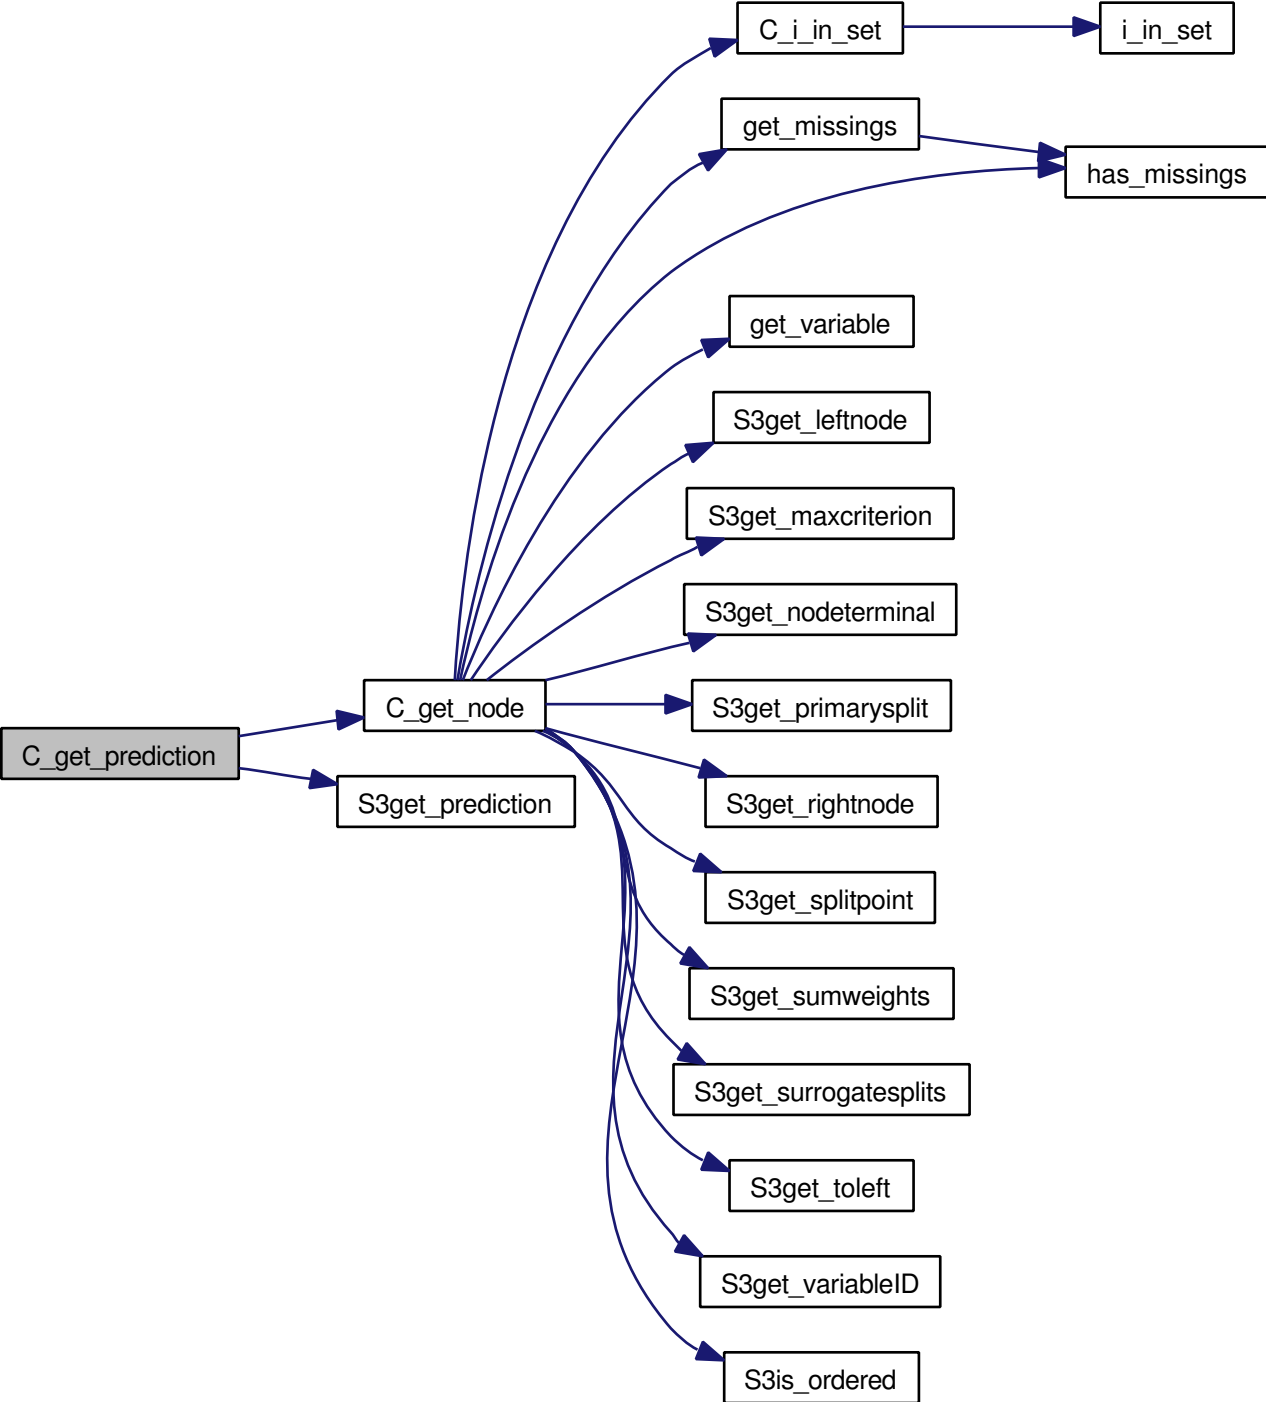 C_i_in_set
i_in_set
get_missings
has_missings
get_variable
S3get_leftnode
S3get_maxcriterion
S3get_nodeterminal
C_get_node
S3get_primarysplit
C_get_prediction
S3get_prediction
S3get_rightnode
S3get_splitpoint
S3get_sumweights
S3get_surrogatesplits
S3get_toleft
S3get_variableID
S3is_ordered